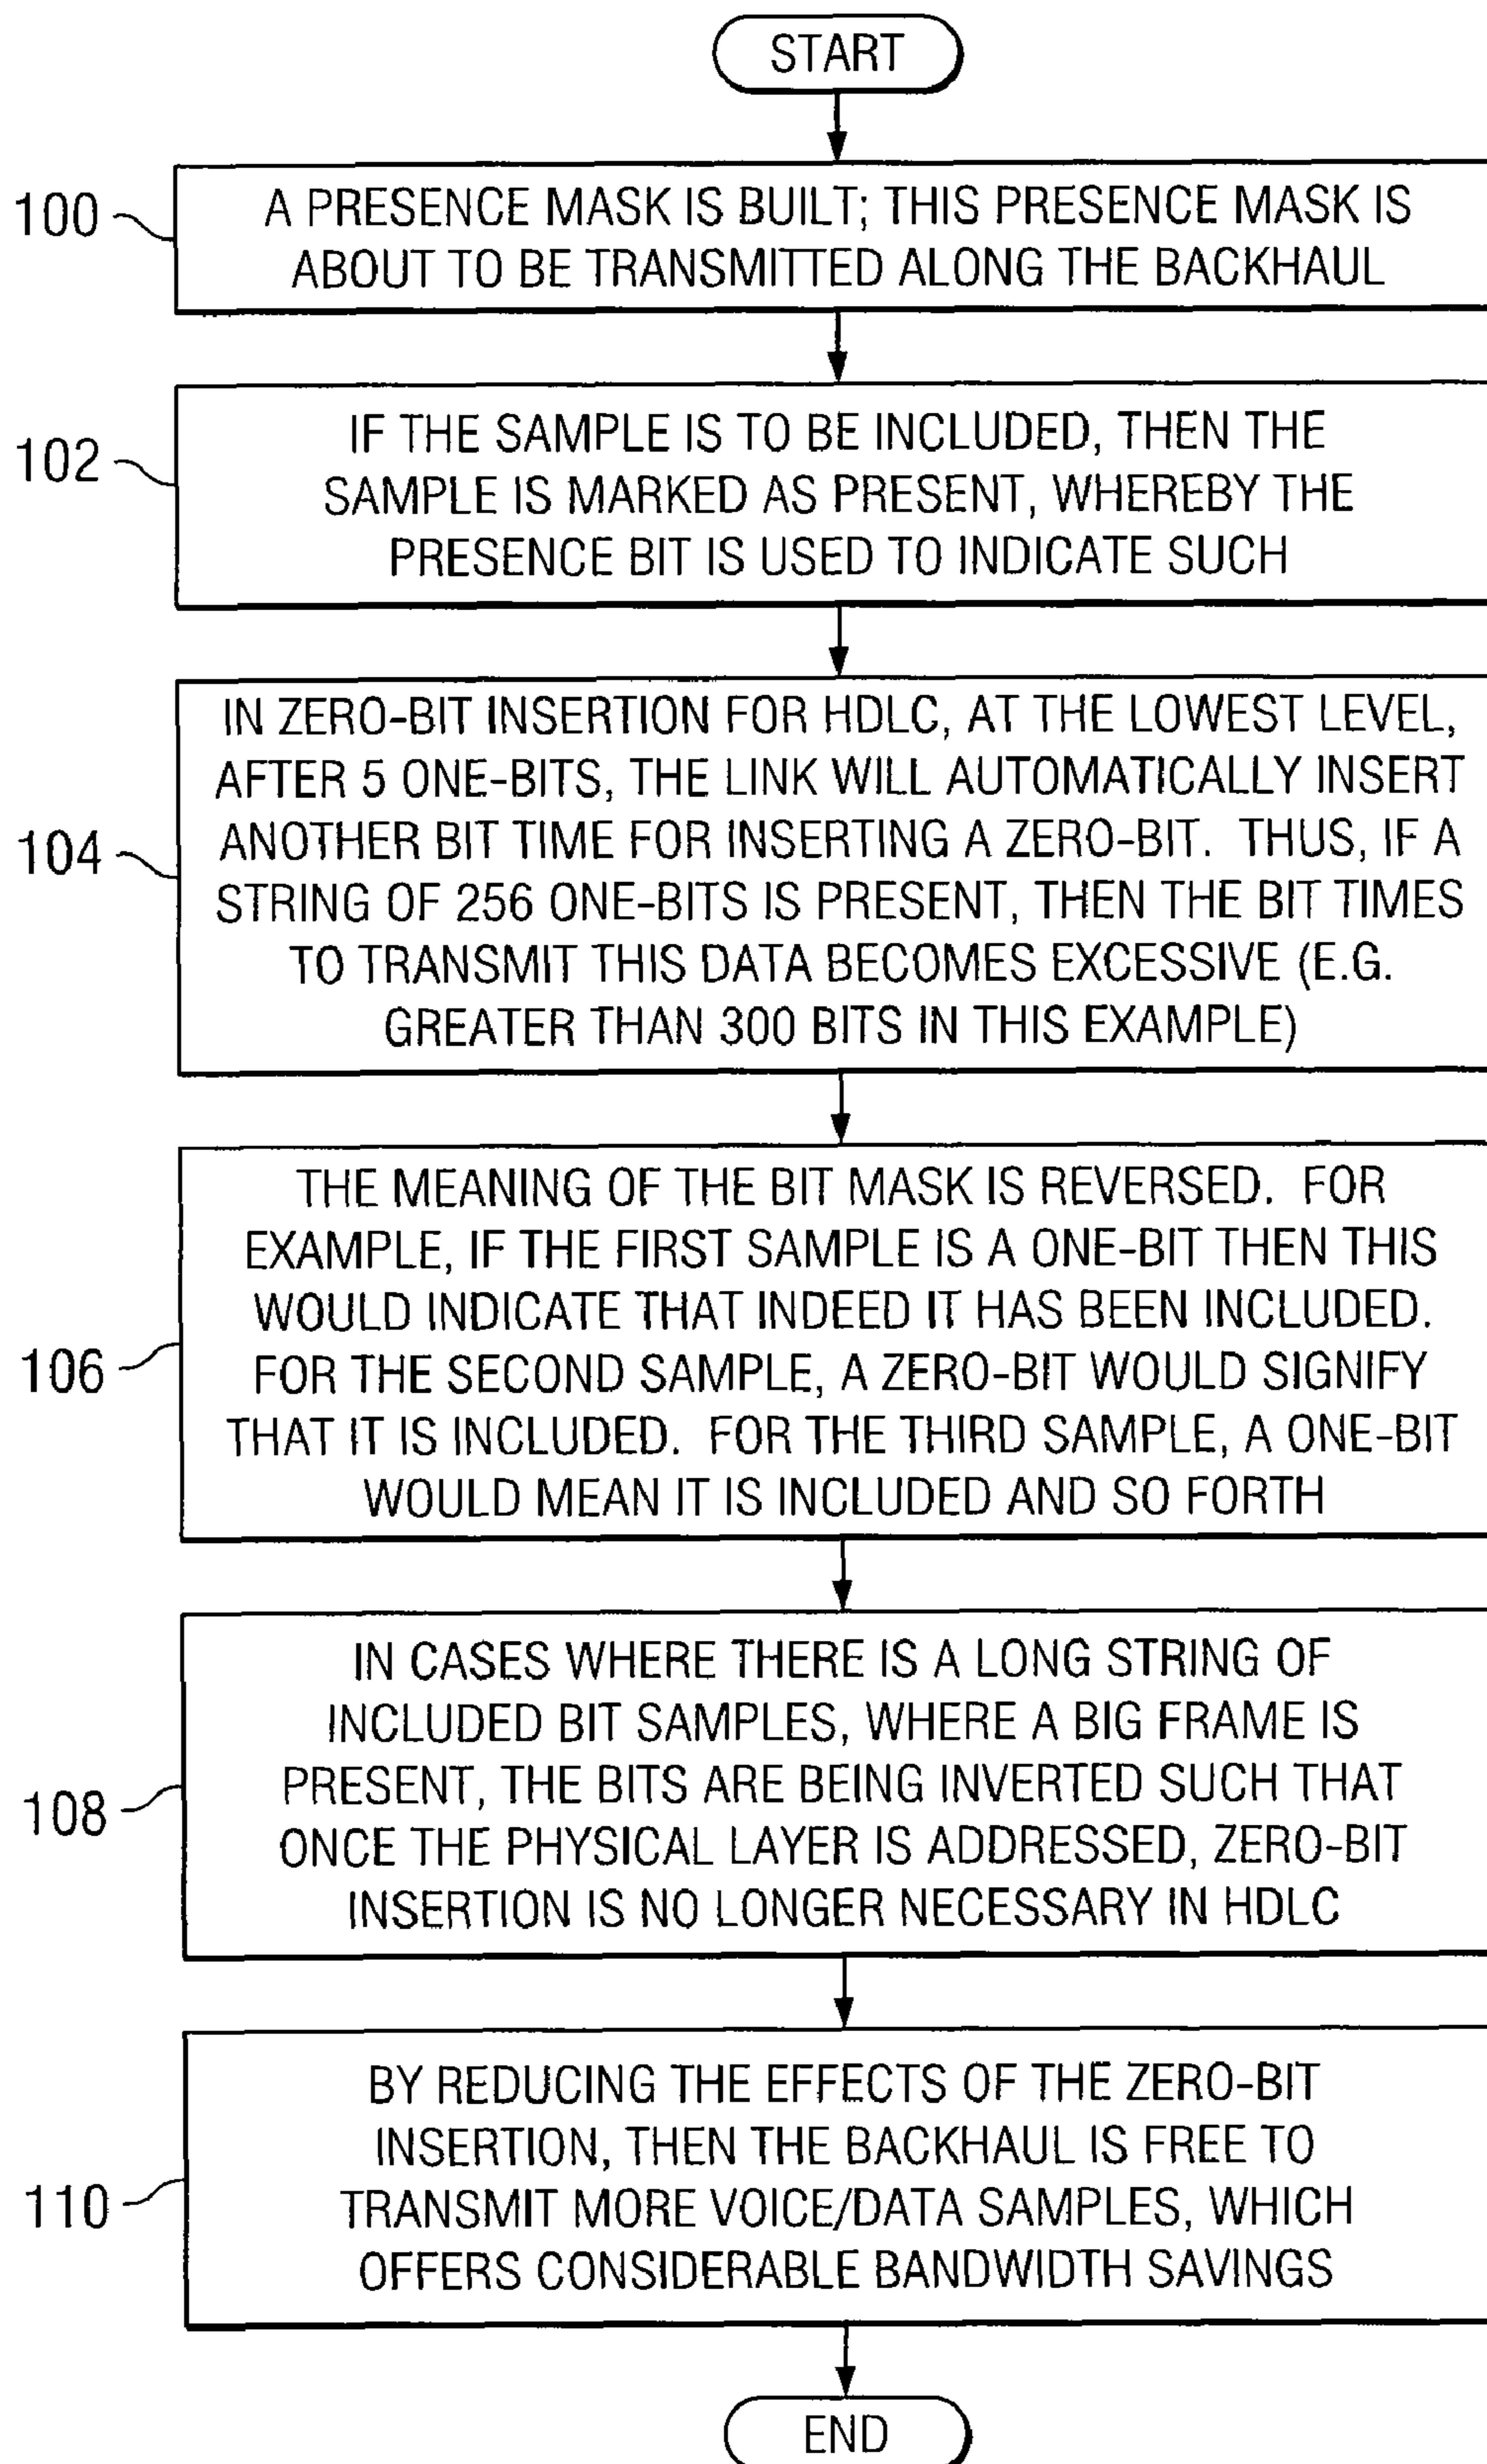 START
100
A PRESENCE MASK IS BUILT; THIS PRESENCE MASK IS
ABOUT TO BE TRANSMITTED ALONG THE BACKHAUL
102
IF THE SAMPLE IS TO BE INCLUDED, THEN THE
SAMPLE IS MARKED AS PRESENT, WHEREBY THE
PRESENCE BIT IS USED TO INDICATE SUCH
104
IN ZERO-BIT INSERTION FOR HDLC, AT THE LOWEST LEVEL,
AFTER 5 ONE-BITS, THE LINK WILL AUTOMATICALLY INSERT
ANOTHER BIT TIME FOR INSERTING A ZERO-BIT. THUS, IF A
STRING OF 256 ONE-BITS IS PRESENT, THEN THE BIT TIMES
TO TRANSMIT THIS DATA BECOMES EXCESSIVE (E.G.
GREATER THAN 300 BITS IN THIS EXAMPLE)
106
THE MEANING OF THE BIT MASK IS REVERSED. FOR
EXAMPLE, IF THE FIRST SAMPLE IS A ONE-BIT THEN THIS
WOULD INDICATE THAT INDEED IT HAS BEEN INCLUDED.
FOR THE SECOND SAMPLE, A ZERO-BIT WOULD SIGNIFY
THAT IT IS INCLUDED. FOR THE THIRD SAMPLE, A ONE-BIT
WOULD MEAN IT IS INCLUDED AND SO FORTH
108
IN CASES WHERE THERE IS A LONG STRING OF
INCLUDED BIT SAMPLES, WHERE A BIG FRAME IS
PRESENT, THE BITS ARE BEING INVERTED SUCH THAT
ONCE THE PHYSICAL LAYER IS ADDRESSED, ZERO-BIT
INSERTION IS NO LONGER NECESSARY IN HDLC
110
BY REDUCING THE EFFECTS OF THE ZERO-BIT
INSERTION, THEN THE BACKHAUL IS FREE TO
TRANSMIT MORE VOICE/DATA SAMPLES, WHICH
OFFERS CONSIDERABLE BANDWIDTH SAVINGS
END